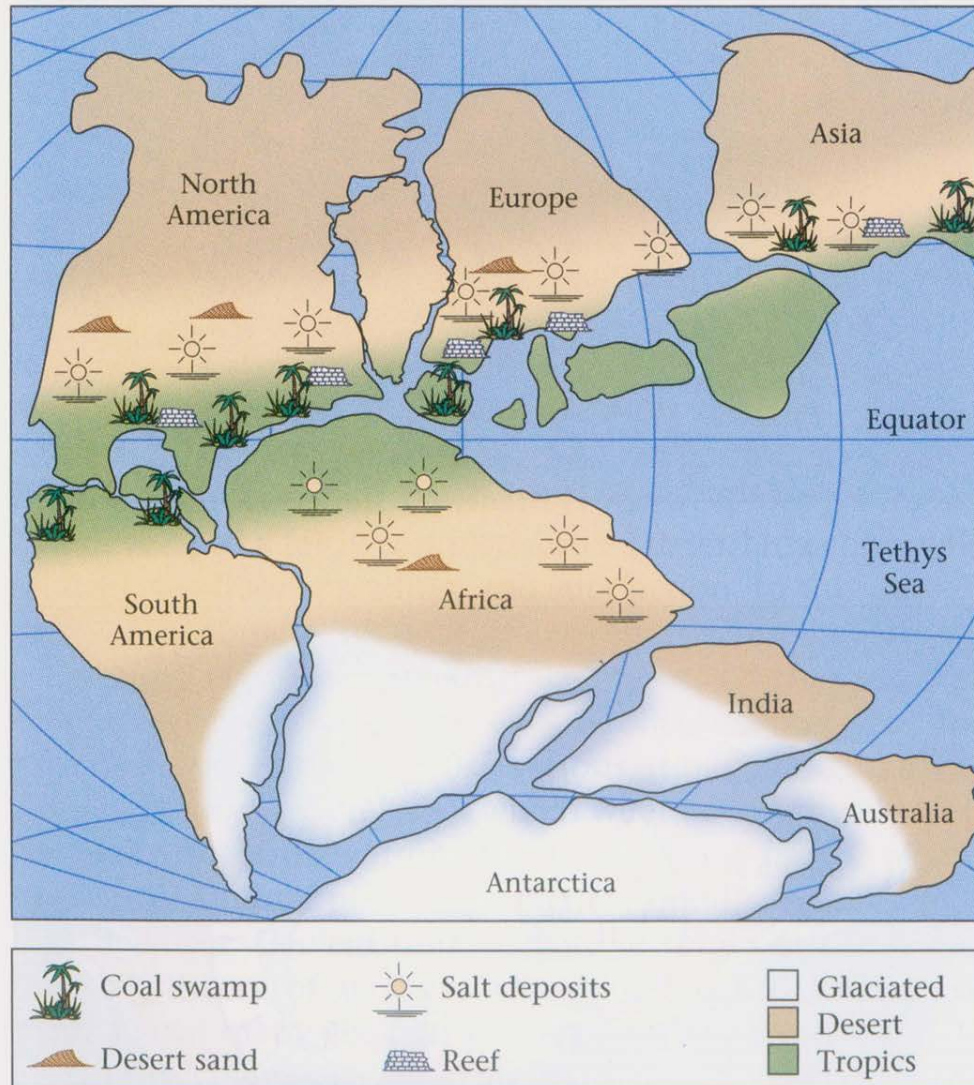 Asia
North
America
Europe
Equator
Tethys
Sea
South
America
Africa
India
Australia
Antarctica
Coal swamp
Salt deposits
Glaciated
Desert
Desert sand
Reef
Tropics